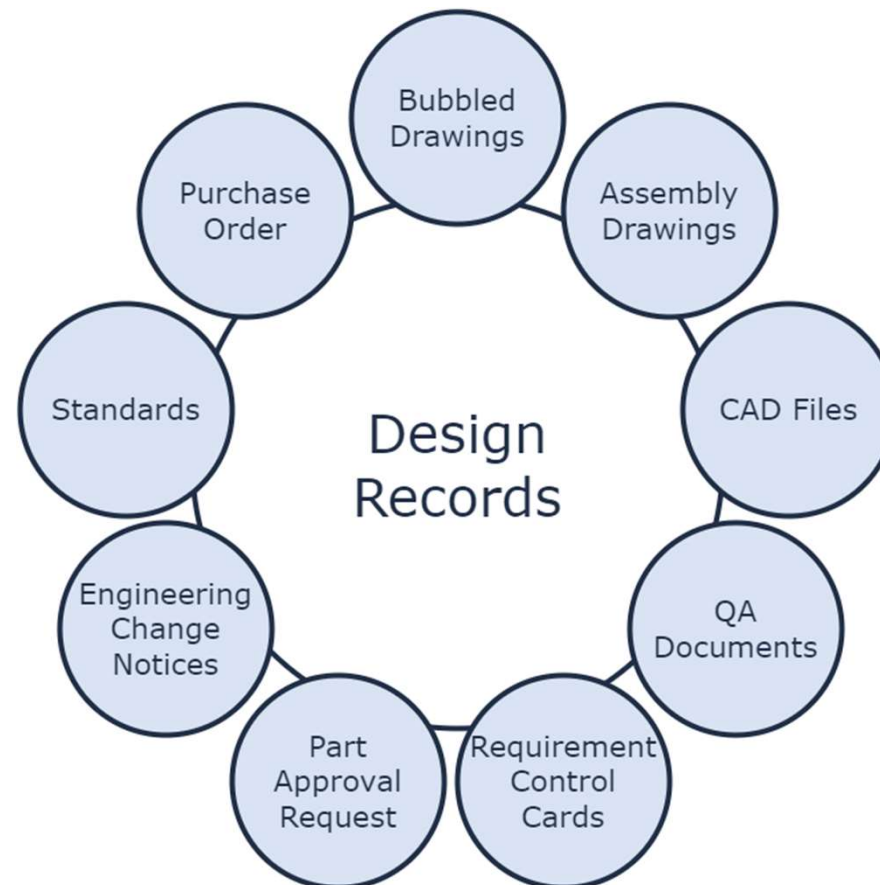 Bubbled
Drawings
Purchase
Order
Assembly
Drawings
Standards
CAD Files
Design
Records
Engineering
Change
Notices
QA
Documents
Part
Approval
Request
Requirement
Control
Cards